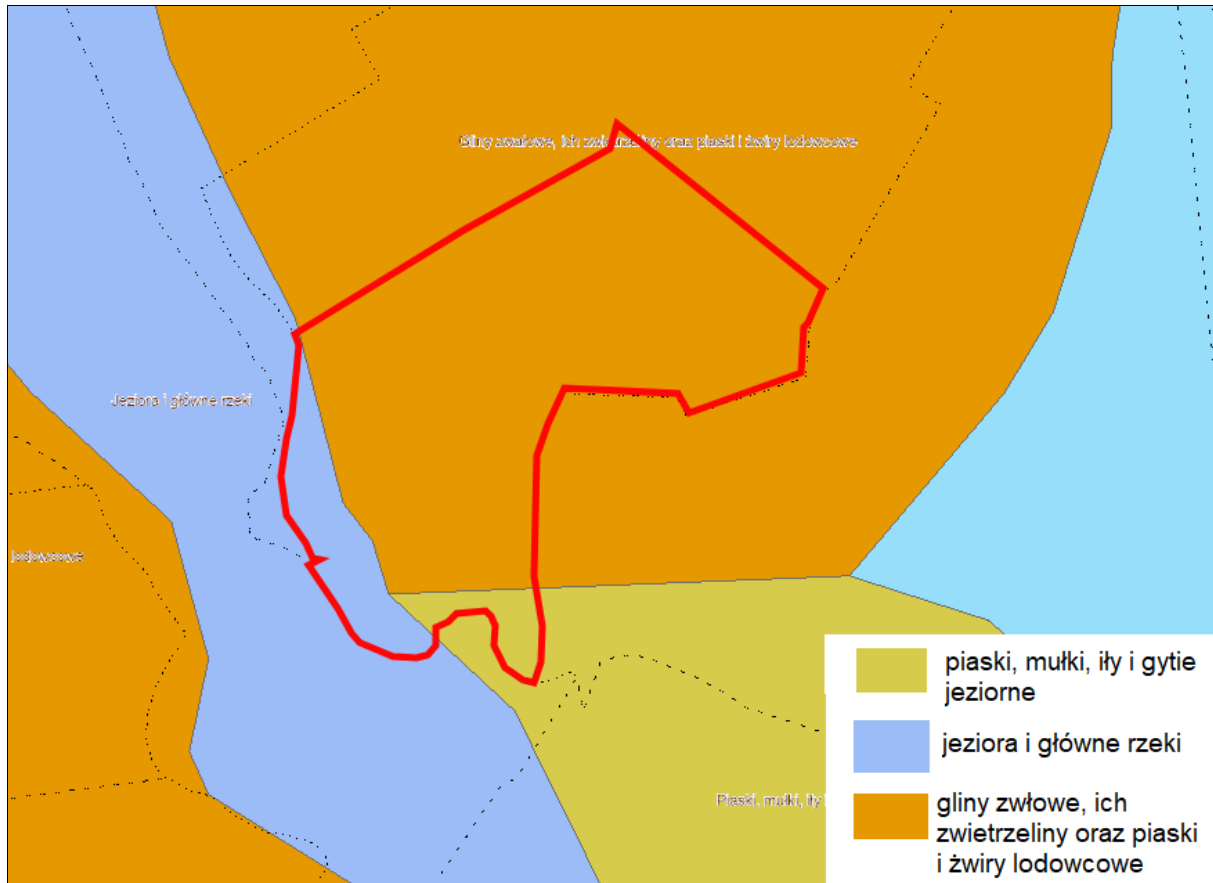 Gliny zwałowe, ich zwietrzeliny oraz piaski i żwiry lodowcowe
Jeziora i główne rzeki
lodowcowe
Piaski, mułki, iły i
piaski, mułki, iły i gytie
jeziorne
jeziora i główne rzeki
gliny zwłowe, ich
zwietrzeliny oraz piaski
i żwiry lodowcowe